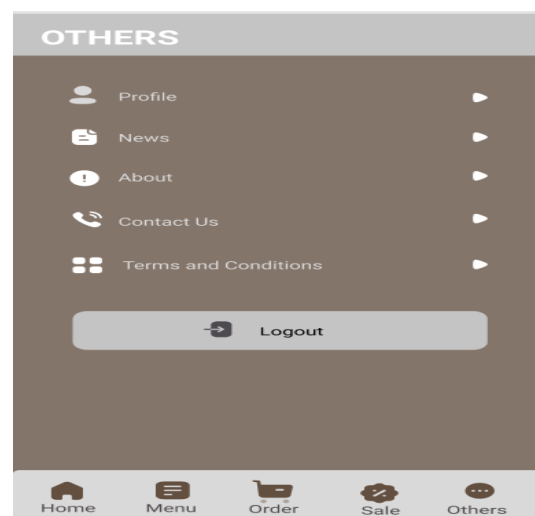 OTHERS
Profile
News
About
Contact Us
Terms and Conditions
Logout
Home
Menu
Order
Sale
Others